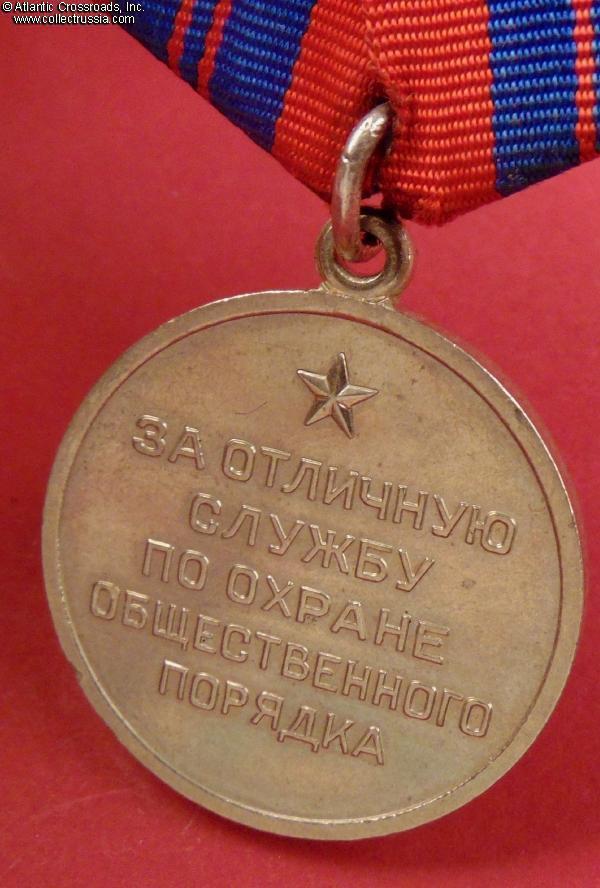 © Atlantic Crossroads, Inc.
www.collectrussia.com
ЗА ОТЛИЧНУЮ
СЛУЖБУ
ПО ОХРАНЕ
ОБЩЕСТВЕННОГО
ПОРЯДКА